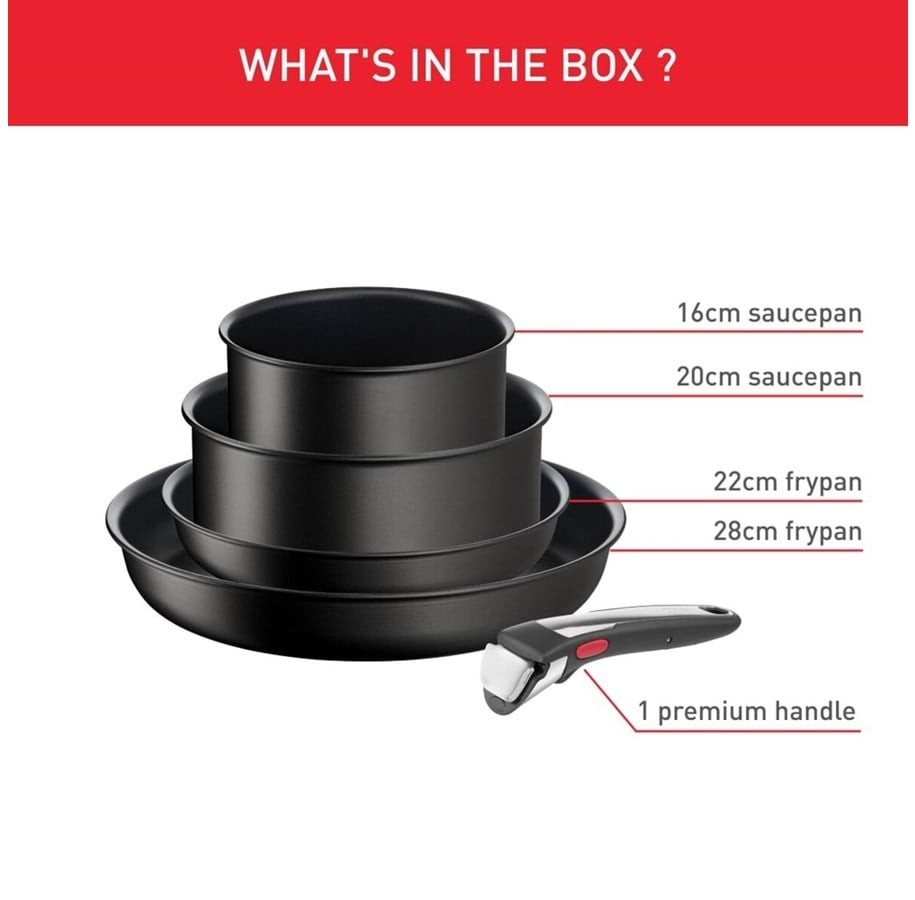 WHAT'S IN THE BOX ?
16cm saucepan
20cm saucepan
22cm frypan
28cm frypan
1 premium handle